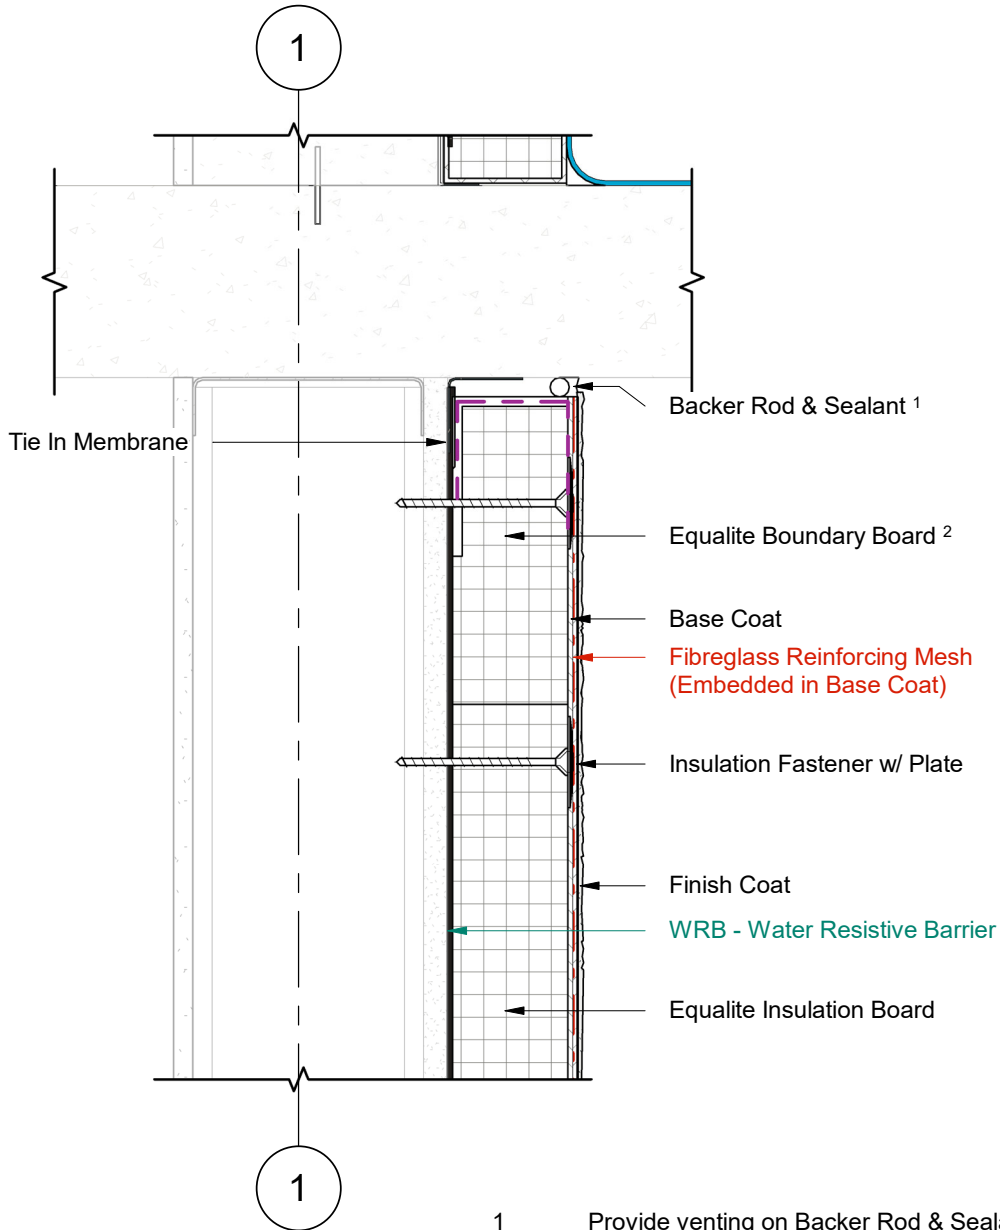 1
Backer Rod & Sealant 1
Tie In Membrane
Equalite Boundary Board 2
Base Coat
Fibreglass Reinforcing Mesh
(Embedded in Base Coat)
Insulation Fastener w/ Plate
Finish Coat
WRB - Water Resistive Barrier
Equalite Insulation Board
1
1 Provide venting on Backer Rod &